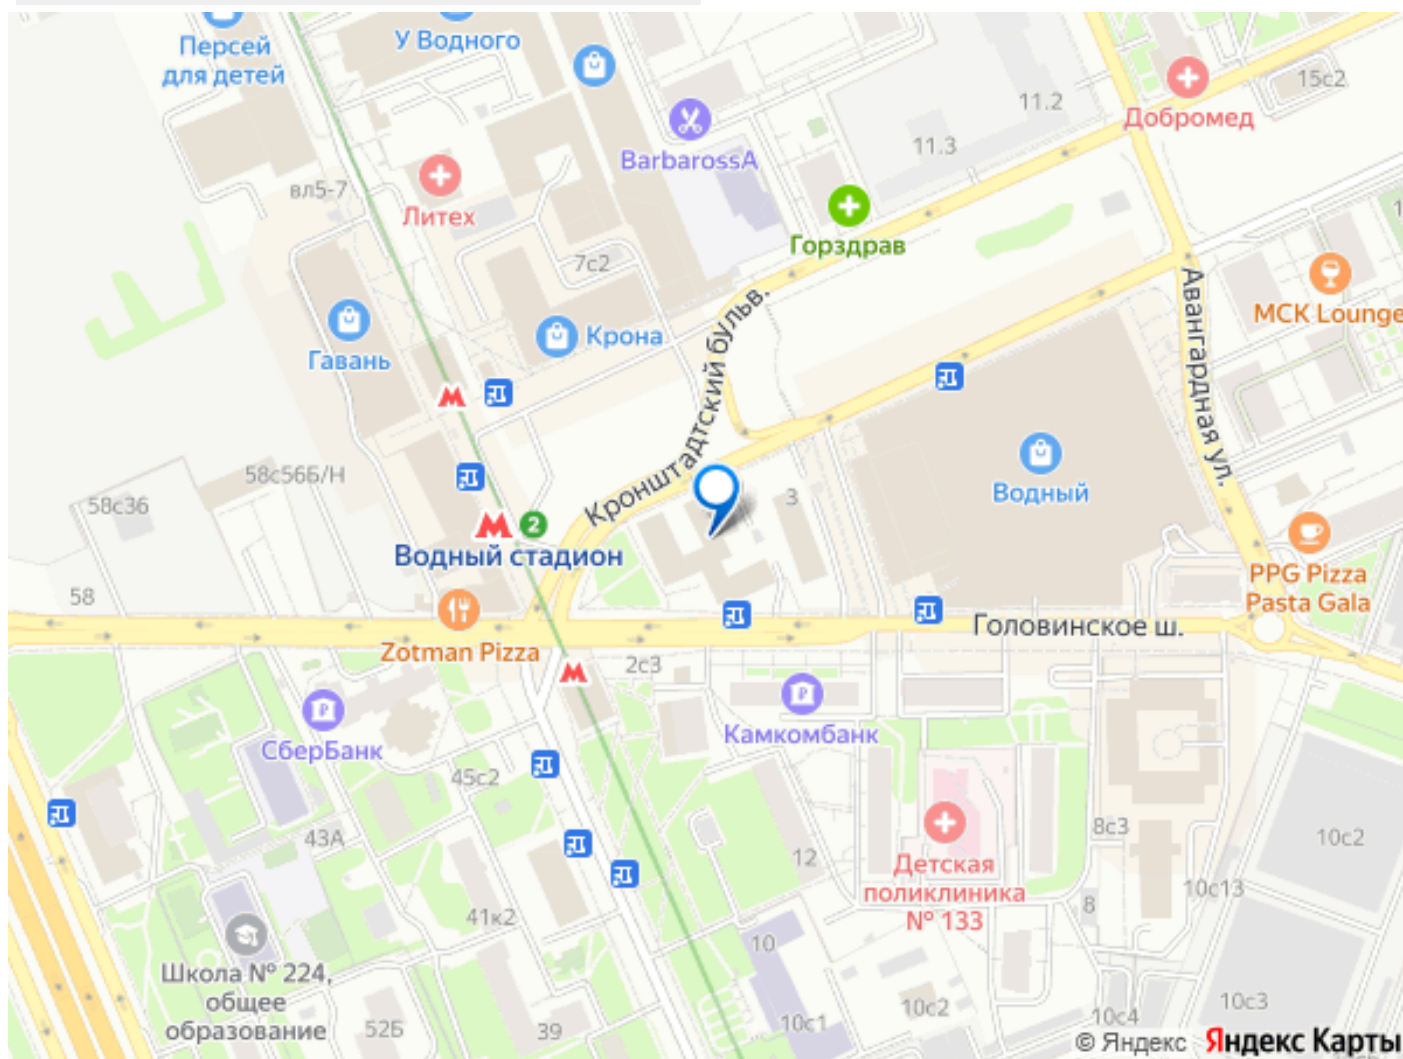 Персей
для детей
У Водного
BarbarossA
11.2
15с2
Добромед
11.3
вл5-7
Литех
Горздрав
7с2
Кронштадтский бульв.
Авангардная ул.
МСК Lounge
Гавань
Крона
58с56Б/Н
58с36
3
Водный
2
Водный стадион
PPG Pizza
Pasta Gala
58
Головинское ш.
Zotman Pizza
2с3
СберБанк
Камкомбанк
45с2
43А
12
8с3
10с2
Детская
поликлиника
№ 133
10с13
8
41к2
10
Школа № 224,
общее
образование
52Б
39
10с1
10с2
10с4
10с3
© Яндекс Яндекс Карты